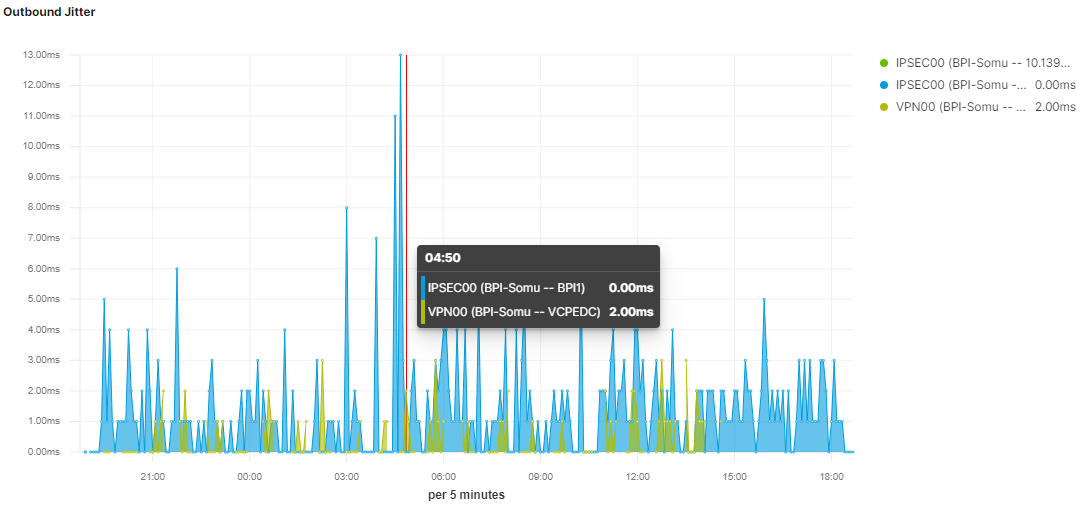 Outbound Jitter
13.00ms
12.00ms
11.00ms
10.00ms
9.00ms
8.00ms
7.00ms
6.00ms
5.00ms
4.00ms
3.00ms
2.00ms
1.00ms
0.00ms
21:00 00:00 03:00 06:00 09:00 12:00 15:00 18:00
per 5 minutes
04:50
IPSEC00 (BPI-Somu -- BPI1) 0.00ms
VPN00 (BPI-Somu -- VCPEDC) 2.00ms
IPSEC00 (BPI-Somu -- 10.139...
IPSEC00 (BPI-Somu -... 0.00ms
VPN00 (BPI-Somu -- ... 2.00ms